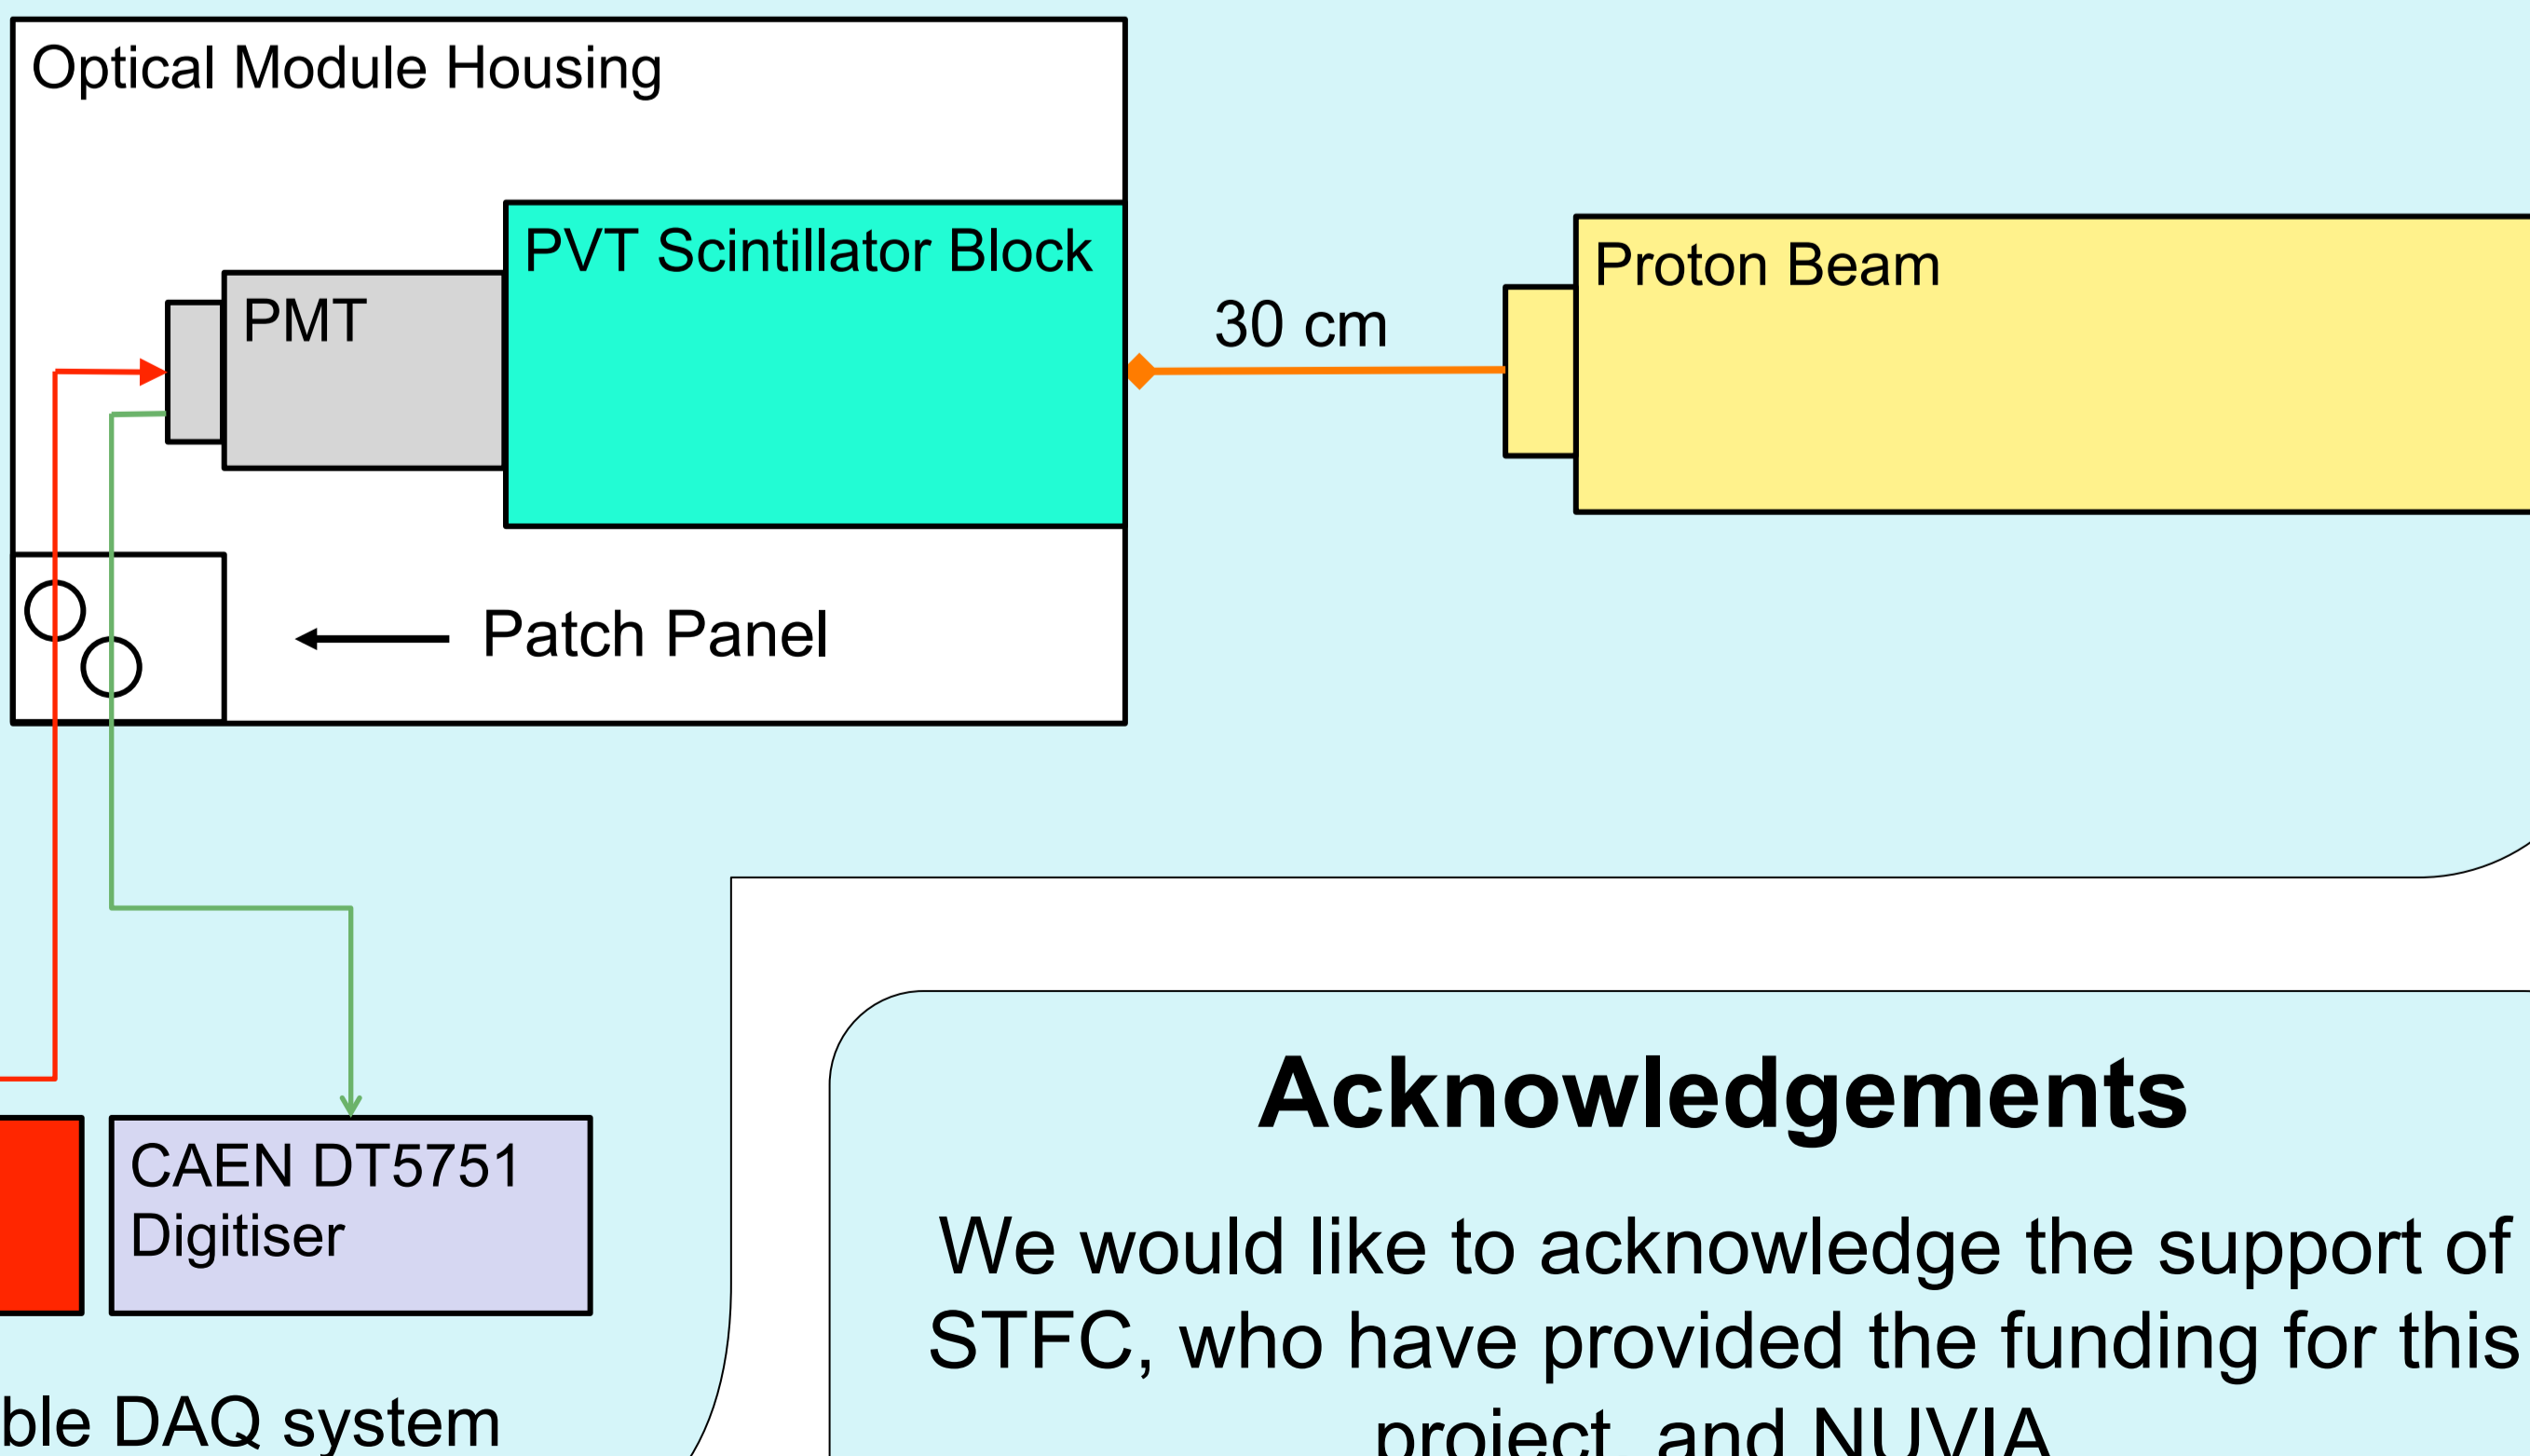 Optical Module Housing
PVT Scintillator Block
Proton Beam
PMT
30 cm
Patch Panel
CAEN DT5751
Digitiser
ble DAQ system
Acknowledgements
We would like to acknowledge the support of
STFC, who have provided the funding for this
project, and NUVIA